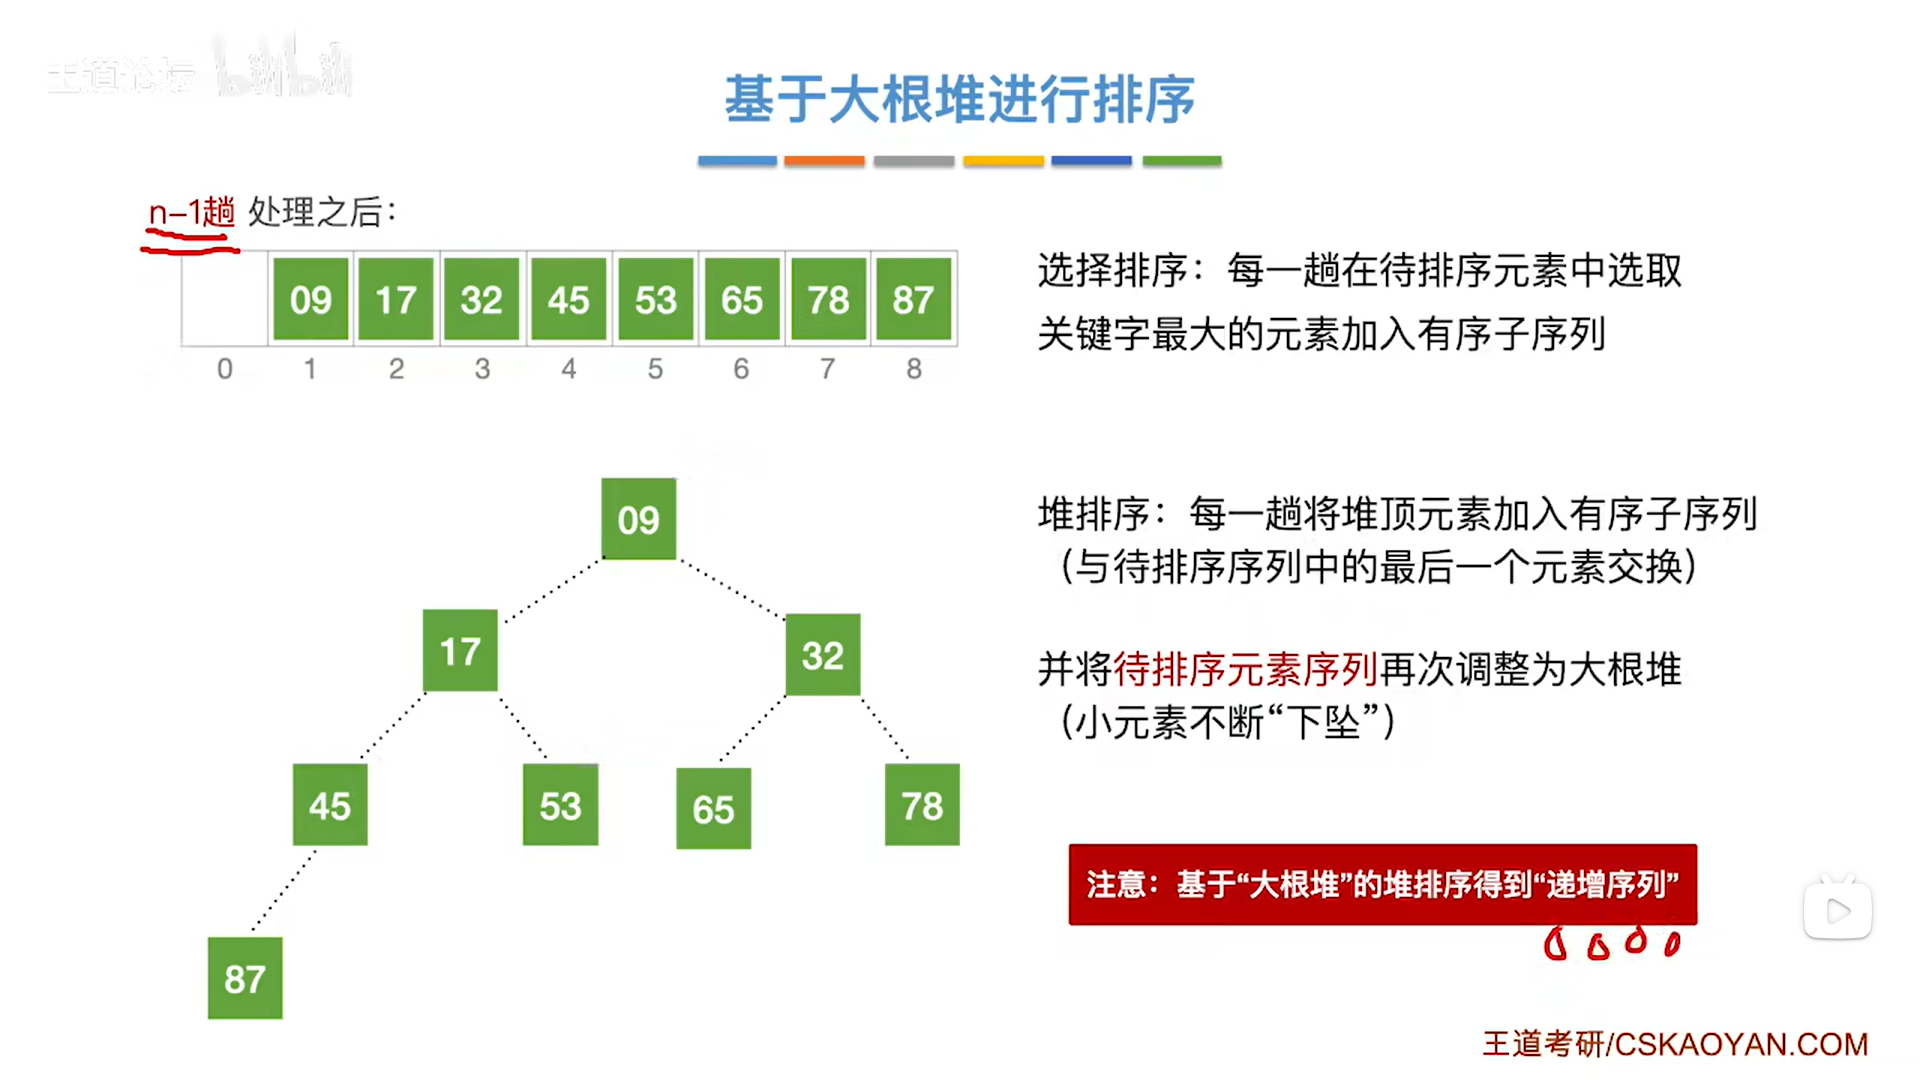 王道论坛 bilibili
基于大根堆进行排序
n-1趟 处理之后：
09 17 32 45 53 65 78 87
0 1 2 3 4 5 6 7 8
选择排序：每一趟在待排序元素中选取
关键字最大的元素加入有序子序列
09
17 32
45 53 65 78
87
堆排序：每一趟将堆顶元素加入有序子序列
（与待排序序列中的最后一个元素交换）
并将待排序元素序列再次调整为大根堆
（小元素不断“下坠”）
注意：基于“大根堆”的堆排序得到“递增序列”
王道考研/CSKAOYAN.COM